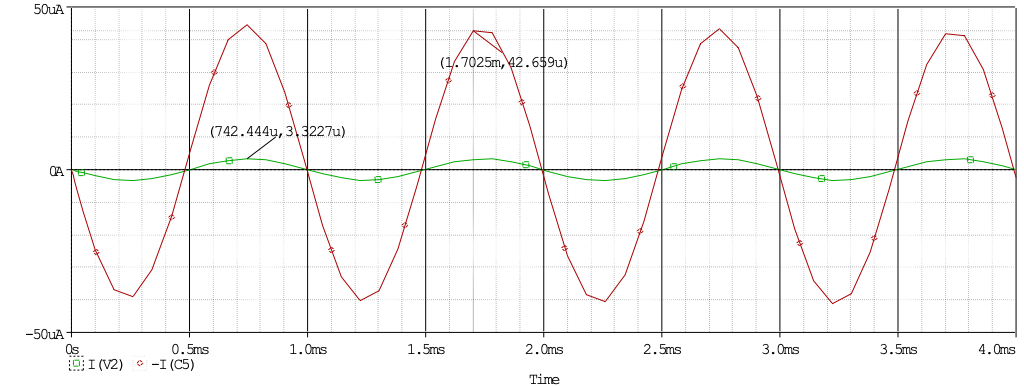 50uA
(1.7025m,42.659u)
(742.444u,3.3227u)
0A
-50uA
0s 0.5ms 1.0ms 1.5ms 2.0ms 2.5ms 3.0ms 3.5ms 4.0ms
I(V2) -I(C5)
Time